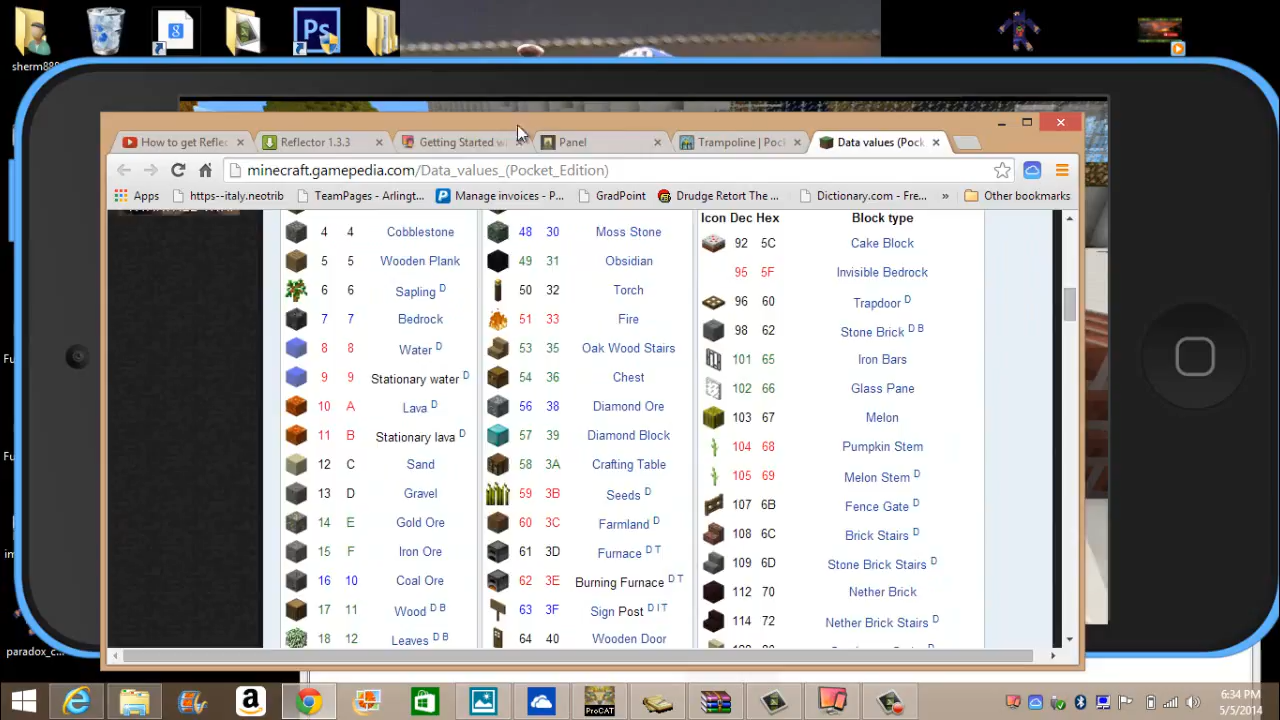 sherm88
How to get Reflec
Reflector 1.3.3
Getting Started w
Panel
Trampoline | Pock
Data values (Pock
minecraft.gamepedia.com/Data_values_(Pocket_Edition)
Apps
https--italy.neotrib
TeamPages - Arlingt...
Manage invoices - P...
GradPoint
Drudge Retort The ...
Dictionary.com - Fre...
»
Other bookmarks
Icon Dec Hex Block type
4 4 Cobblestone 48 30 Moss Stone 92 5C Cake Block
5 5 Wooden Plank 49 31 Obsidian 95 5F Invisible Bedrock
6 6 Sapling D 50 32 Torch 96 60 Trapdoor D
7 7 Bedrock 51 33 Fire 98 62 Stone Brick D B
8 8 Water D 53 35 Oak Wood Stairs 101 65 Iron Bars
9 9 Stationary water D 54 36 Chest 102 66 Glass Pane
10 A Lava D 56 38 Diamond Ore 103 67 Melon
11 B Stationary lava D 57 39 Diamond Block 104 68 Pumpkin Stem
12 C Sand 58 3A Crafting Table 105 69 Melon Stem D
13 D Gravel 59 3B Seeds D 107 6B Fence Gate D
14 E Gold Ore 60 3C Farmland D 108 6C Brick Stairs D
15 F Iron Ore 61 3D Furnace D T 109 6D Stone Brick Stairs D
16 10 Coal Ore 62 3E Burning Furnace D T 112 70 Nether Brick
17 11 Wood D B 63 3F Sign Post D I T 114 72 Nether Brick Stairs D
18 12 Leaves D B 64 40 Wooden Door
paradox_c...
ProCAT
6:34 PM
5/5/2014